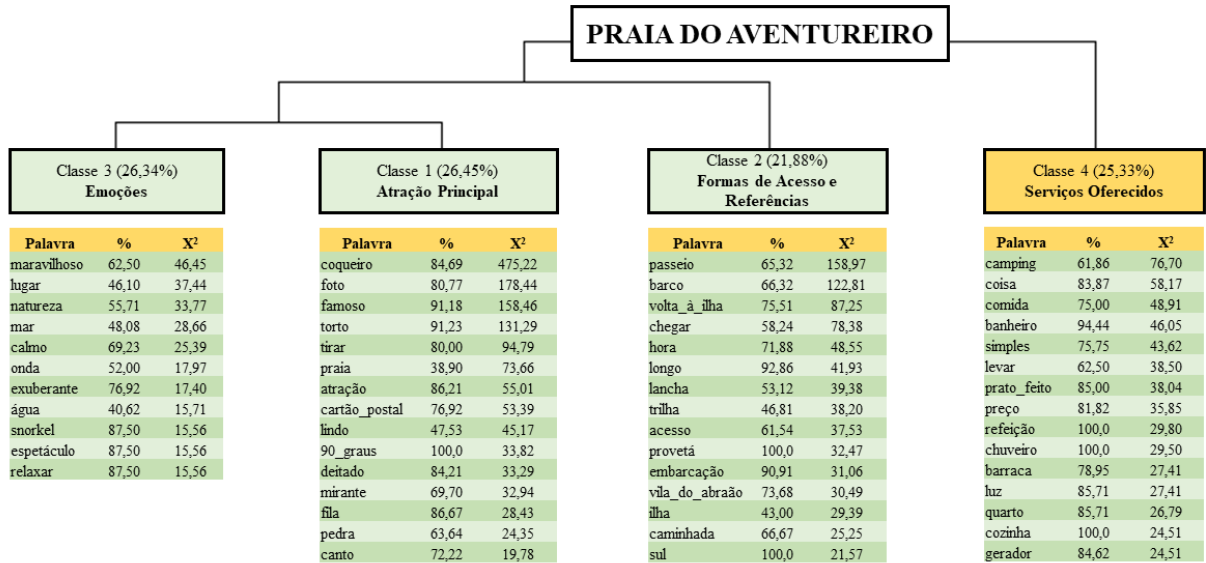 PRAIA DO AVENTUREIRO
Classe 3 (26,34%)
Emoções
Palavra % X²
maravilhoso 62,50 46,45
lugar 46,10 37,44
natureza 55,71 33,77
mar 48,08 28,66
calmo 69,23 25,39
onda 52,00 17,97
exuberante 76,92 17,40
água 40,62 15,71
snorkel 87,50 15,56
espetáculo 87,50 15,56
relaxar 87,50 15,56
Classe 1 (26,45%)
Atração Principal
Palavra % X²
coqueiro 84,69 475,22
foto 80,77 178,44
famoso 91,18 158,46
torto 91,23 131,29
tirar 80,00 94,79
praia 38,90 73,66
atração 86,21 55,01
cartão_postal 76,92 53,39
lindo 47,53 45,17
90_graus 100,0 33,82
deitado 84,21 33,29
mirante 69,70 32,94
fila 86,67 28,43
pedra 63,64 24,35
canto 72,22 19,78
Classe 2 (21,88%)
Formas de Acesso e
Referências
Palavra % X²
passeio 65,32 158,97
barco 66,32 122,81
volta_à_ilha 75,51 87,25
chegar 58,24 78,38
hora 71,88 48,55
longo 92,86 41,93
lancha 53,12 39,38
trilha 46,81 38,20
acesso 61,54 37,53
provetá 100,0 32,47
embarcação 90,91 31,06
vila_do_abraão 73,68 30,49
ilha 43,00 29,39
caminhada 66,67 25,25
sul 100,0 21,57
Classe 4 (25,33%)
Serviços Oferecidos
Palavra % X²
camping 61,86 76,70
coisa 83,87 58,17
comida 75,00 48,91
banheiro 94,44 46,05
simples 75,75 43,62
levar 62,50 38,50
prato_feito 85,00 38,04
preço 81,82 35,85
refeição 100,0 29,80
chuveiro 100,0 29,50
barraca 78,95 27,41
luz 85,71 27,41
quarto 85,71 26,79
cozinha 100,0 24,51
gerador 84,62 24,51